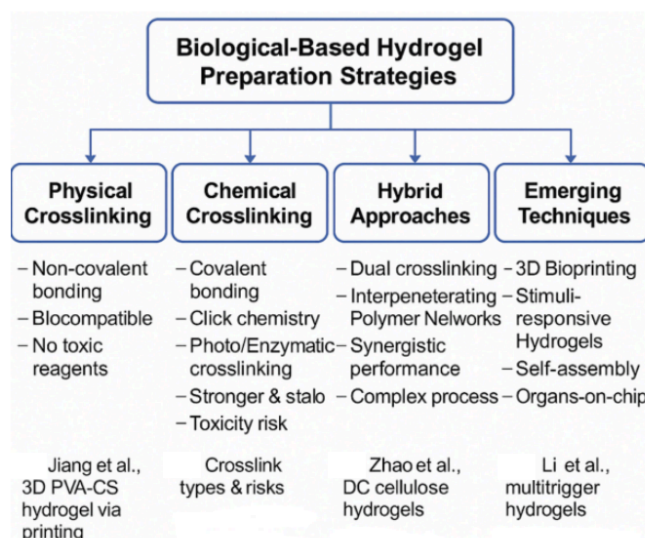 Biological-Based Hydrogel
Preparation Strategies
Physical
Crosslinking
– Non-covalent
bonding
– Blocompatible
– No toxic
reagents
Jiang et al.,
3D PVA-CS
hydrogel via
printing
Chemical
Crosslinking
– Covalent
bonding
– Click chemistry
– Photo/Enzymatic
crosslinking
– Stronger & stalo
– Toxicity risk
Crosslink
types & risks
Hybrid
Approaches
– Dual crosslinking
– Interpeneterating
Polymer Nelworks
– Synergistic
performance
– Complex process
Zhao et al.,
DC cellulose
hydrogels
Emerging
Techniques
– 3D Bioprinting
– Stimuli-
responsive
Hydrogels
– Self-assembly
– Organs-on-chip
Li et al.,
multitrigger
hydrogels